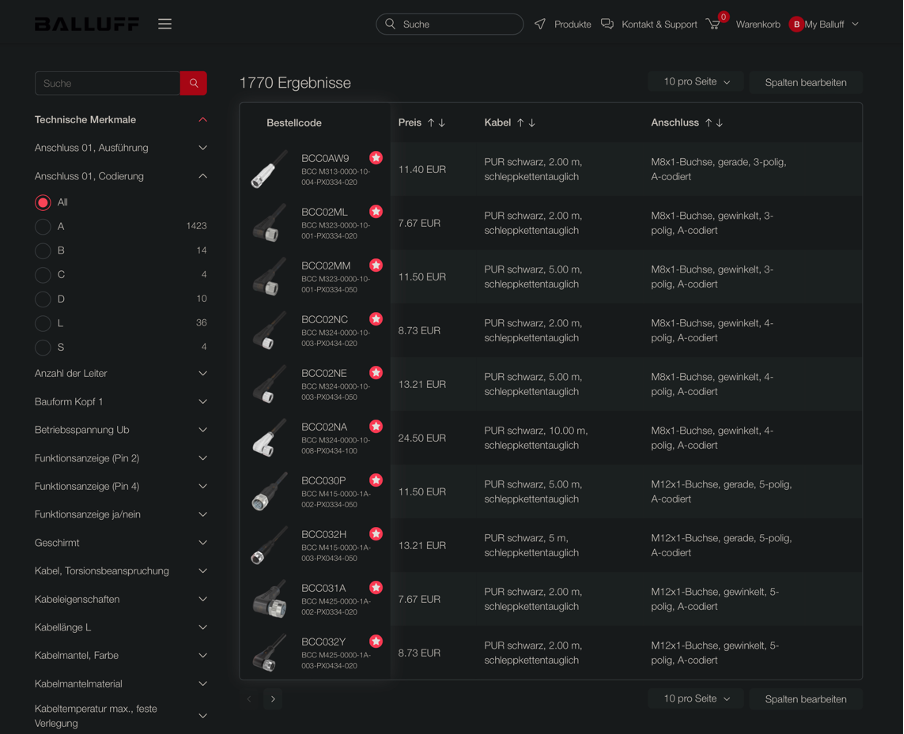 BALLUFF
Suche
Produkte
Kontakt & Support
0
Warenkorb
B
My Balluff
Suche
Technische Merkmale
Anschluss 01, Ausführung
Anschluss 01, Codierung
All
A 1423
B 14
C 4
D 10
L 36
S 4
Anzahl der Leiter
Bauform Kopf 1
Betriebsspannung Ub
Funktionsanzeige (Pin 2)
Funktionsanzeige (Pin 4)
Funktionsanzeige ja/nein
Geschirmt
Kabel, Torsionsbeanspruchung
Kabeleigenschaften
Kabellänge L
Kabelmantel, Farbe
Kabelmantelmaterial
Kabeltemperatur max., feste
Verlegung
1770 Ergebnisse
10 pro Seite
Spalten bearbeiten
Bestellcode
Preis
Kabel
Anschluss
BCC0AW9
BCC M313-0000-10-
004-PX0334-020
11.40 EUR
PUR schwarz, 2.00 m,
schleppkettentauglich
M8x1-Buchse, gerade, 3-polig,
A-codiert
BCC02ML
BCC M323-0000-10-
001-PX0334-020
7.67 EUR
PUR schwarz, 2.00 m,
schleppkettentauglich
M8x1-Buchse, gewinkelt, 3-
polig, A-codiert
BCC02MM
BCC M323-0000-10-
001-PX0334-050
11.50 EUR
PUR schwarz, 5.00 m,
schleppkettentauglich
M8x1-Buchse, gewinkelt, 3-
polig, A-codiert
BCC02NC
BCC M324-0000-10-
003-PX0434-020
8.73 EUR
PUR schwarz, 2.00 m,
schleppkettentauglich
M8x1-Buchse, gewinkelt, 4-
polig, A-codiert
BCC02NE
BCC M324-0000-10-
003-PX0434-050
13.21 EUR
PUR schwarz, 5.00 m,
schleppkettentauglich
M8x1-Buchse, gewinkelt, 4-
polig, A-codiert
BCC02NA
BCC M324-0000-10-
008-PX0434-100
24.50 EUR
PUR schwarz, 10.00 m,
schleppkettentauglich
M8x1-Buchse, gewinkelt, 4-
polig, A-codiert
BCC030P
BCC M415-0000-1A-
002-PX0334-050
11.50 EUR
PUR schwarz, 5.00 m,
schleppkettentauglich
M12x1-Buchse, gerade, 5-polig,
A-codiert
BCC032H
BCC M415-0000-1A-
003-PX0434-050
13.21 EUR
PUR schwarz, 5 m,
schleppkettentauglich
M12x1-Buchse, gerade, 5-polig,
A-codiert
BCC031A
BCC M425-0000-1A-
002-PX0334-020
7.67 EUR
PUR schwarz, 2.00 m,
schleppkettentauglich
M12x1-Buchse, gewinkelt, 5-
polig, A-codiert
BCC032Y
BCC M425-0000-1A-
003-PX0434-020
8.73 EUR
PUR schwarz, 2.00 m,
schleppkettentauglich
M12x1-Buchse, gewinkelt, 5-
polig, A-codiert
10 pro Seite
Spalten bearbeiten